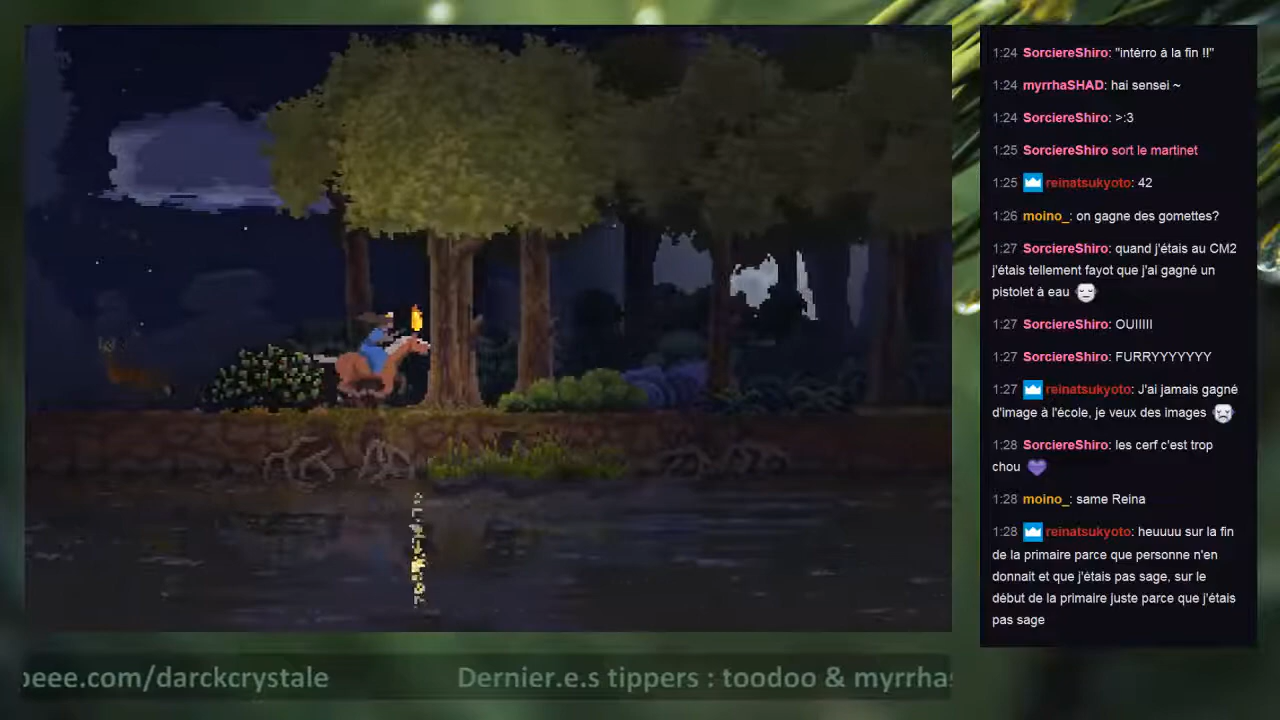 1:24 SorciereShiro: "intérro à la fin !!"
1:24 myrrhaSHAD: hai sensei ~
1:24 SorciereShiro: >:3
1:25 SorciereShiro sort le martinet
1:25 reinatsukyoto: 42
1:26 moino_: on gagne des gomettes?
1:27 SorciereShiro: quand j'étais au CM2
j'étais tellement fayot que j'ai gagné un
pistolet à eau
1:27 SorciereShiro: OUIIIII
1:27 SorciereShiro: FURRYYYYYYY
1:27 reinatsukyoto: J'ai jamais gagné
d'image à l'école, je veux des images
1:28 SorciereShiro: les cerf c'est trop
chou
1:28 moino_: same Reina
1:28 reinatsukyoto: heuuuu sur la fin
de la primaire parce que personne n'en
donnait et que j'étais pas sage, sur le
début de la primaire juste parce que j'étais
pas sage
peee.com/darckcrystale
Dernier.e.s tippers : toodoo & myrrhas